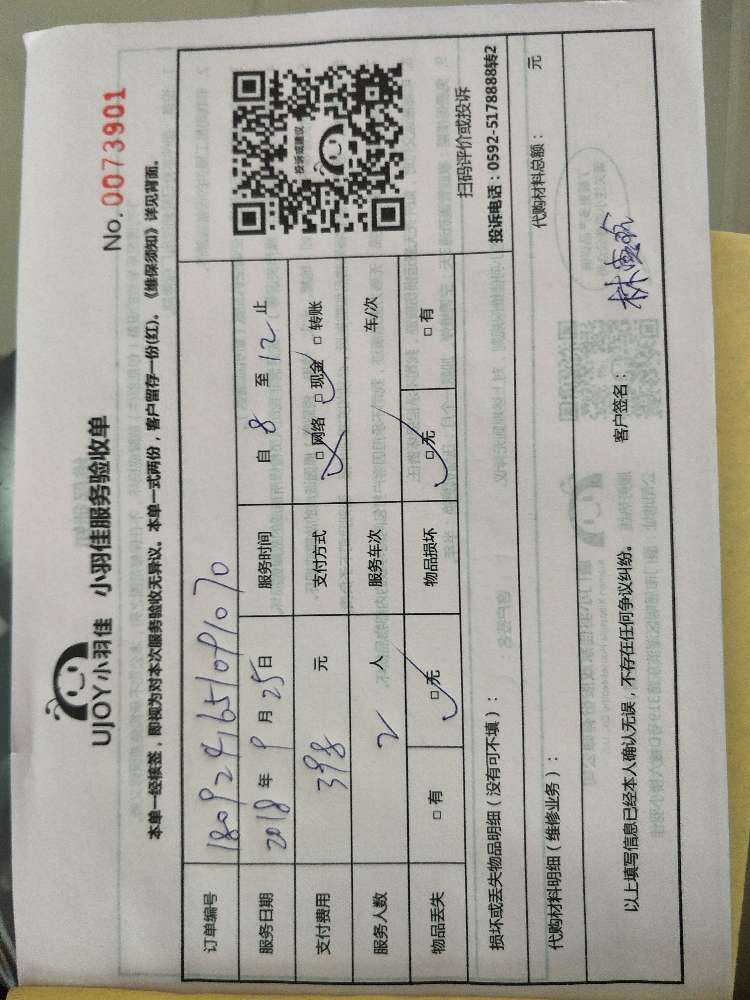 UJOY小羽佳 小羽佳服务验收单
No. 0073901
本单一经核签，即视为对本次服务验收无异议。本单一式两份，客户留存一份(红)。《维保须知》详见背面。
订单编号 1809241651091070
服务日期 2018 年 9 月 25 日 服务时间 自 8 至 12 止
支付费用 398 元 支付方式 □ 网络 □ 现金 □ 转账
服务人数 2 人 服务车次 车/次
物品丢失 □ 有 □ 无 物品损坏 □ 无 □ 有
投诉或建议
扫码评价或投诉
投诉电话：0592-5178888转2
损坏或丢失物品明细（没有可不填）：
代购材料明细（维修业务）： 代购材料总额： 元
以上填写信息已经本人确认无误，不存在任何争议纠纷。 客户签名：